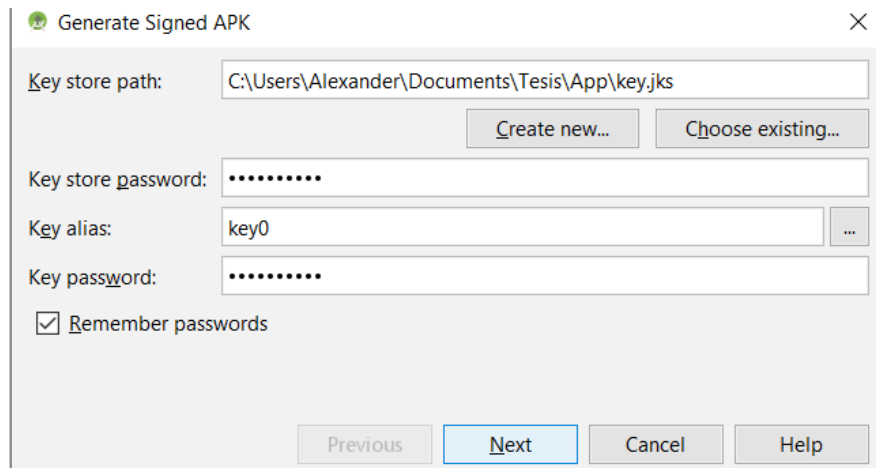 Generate Signed APK
Key store path: C:\Users\Alexander\Documents\Tesis\App\key.jks
Create new... Choose existing...
Key store password: ••••••••••
Key alias: key0 ...
Key password: ••••••••••
Remember passwords
Previous Next Cancel Help